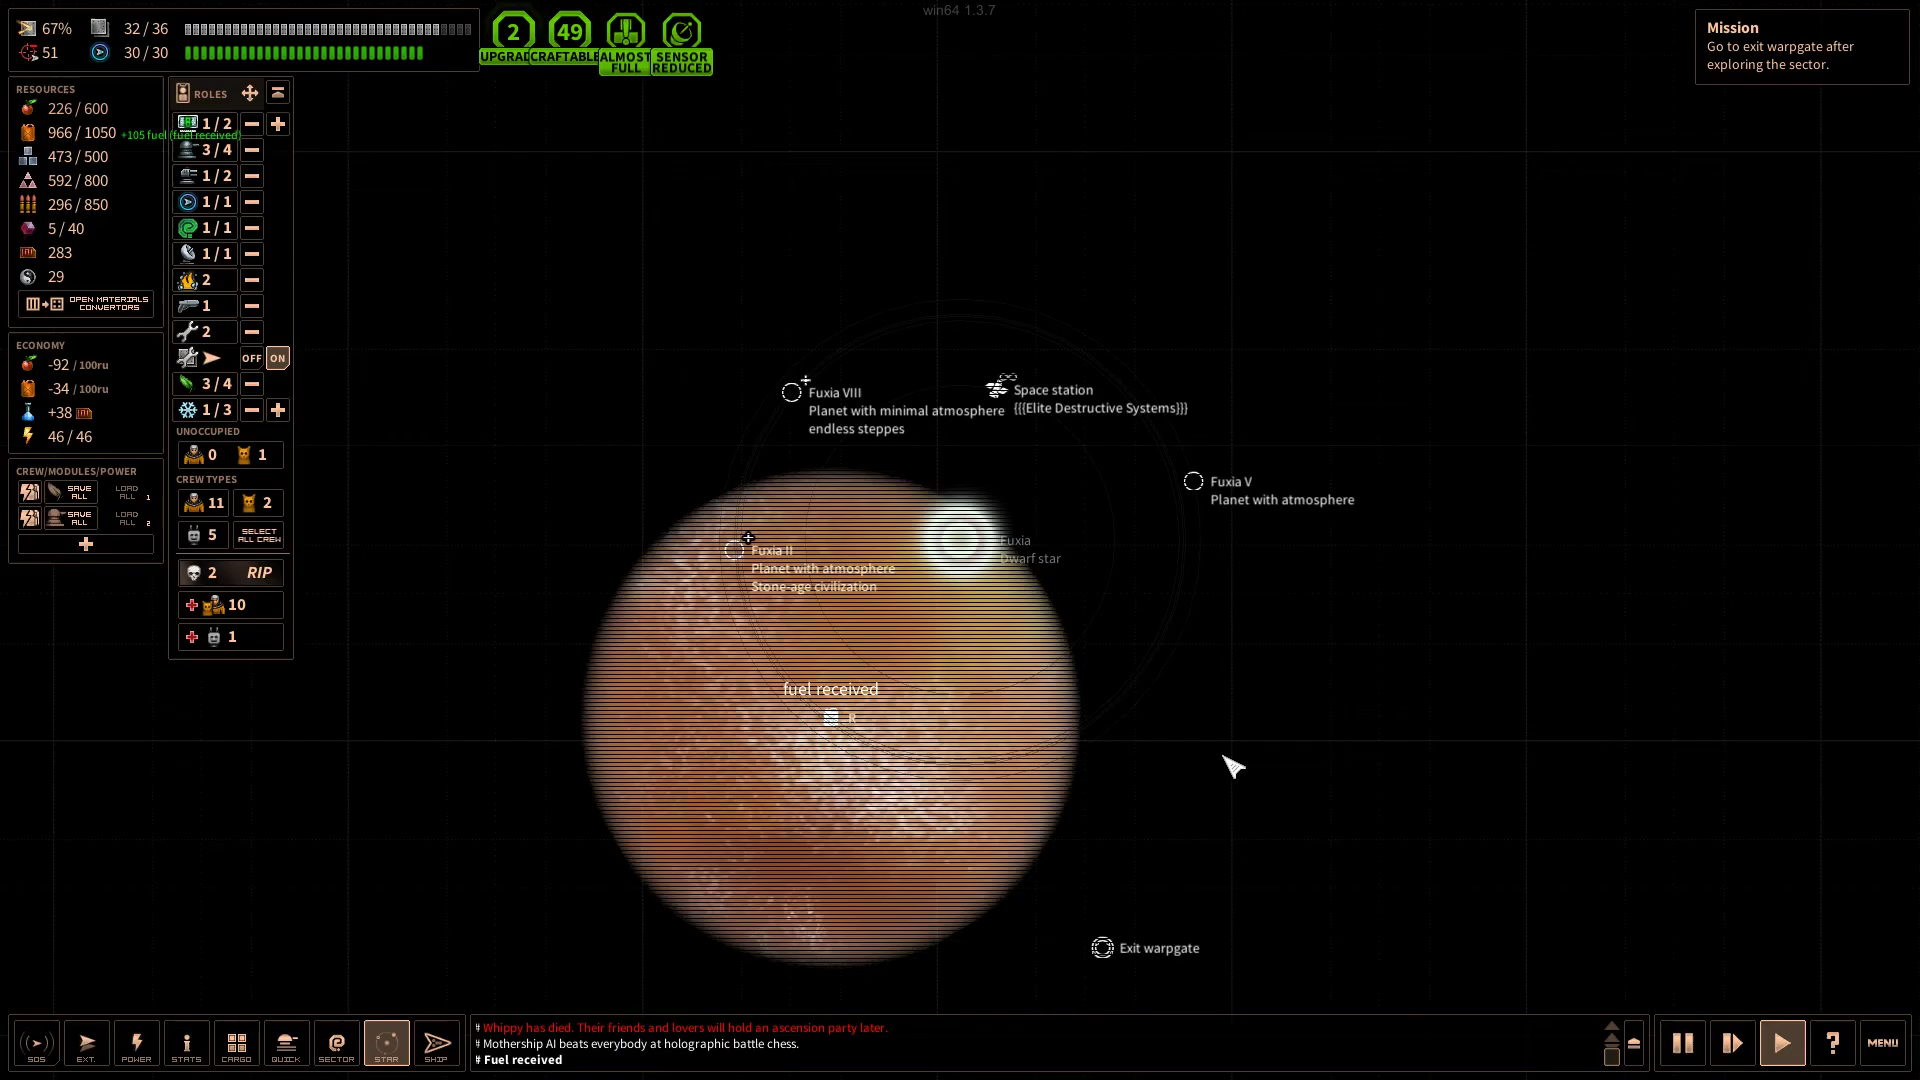 win64 1.3.7
67%
32 / 36
51
30 / 30
2
UPGRAD
49
CRAFTABLE
ALMOST
FULL
SENSOR
REDUCED
Mission
Go to exit warpgate after
exploring the sector.
RESOURCES
226 / 600
966 / 1050
+105 fuel (fuel received)
473 / 500
592 / 800
296 / 850
5 / 40
283
29
OPEN MATERIALS
CONVERTORS
ECONOMY
-92 / 100ru
-34 / 100ru
+38
46 / 46
CREW/MODULES/POWER
SAVE ALL
LOAD ALL 1
SAVE ALL
LOAD ALL 2
ROLES
1 / 2
3 / 4
1 / 2
1 / 1
1 / 1
1 / 1
2
1
2
OFF ON
3 / 4
1 / 3
UNOCCUPIED
0
1
CREW TYPES
11
2
5
SELECT
ALL CREW
2 RIP
10
1
Fuxia VIII
Planet with minimal atmosphere
endless steppes
Space station
{{{Elite Destructive Systems}}}
Fuxia V
Planet with atmosphere
Fuxia
Dwarf star
Fuxia II
Planet with atmosphere
Stone-age civilization
fuel received
R
Exit warpgate
SOS
EXT.
POWER
STATS
CARGO
QUICK
SECTOR
STAR
SHIP
Whippy has died. Their friends and lovers will hold an ascension party later.
Mothership AI beats everybody at holographic battle chess.
Fuel received
?
MENU